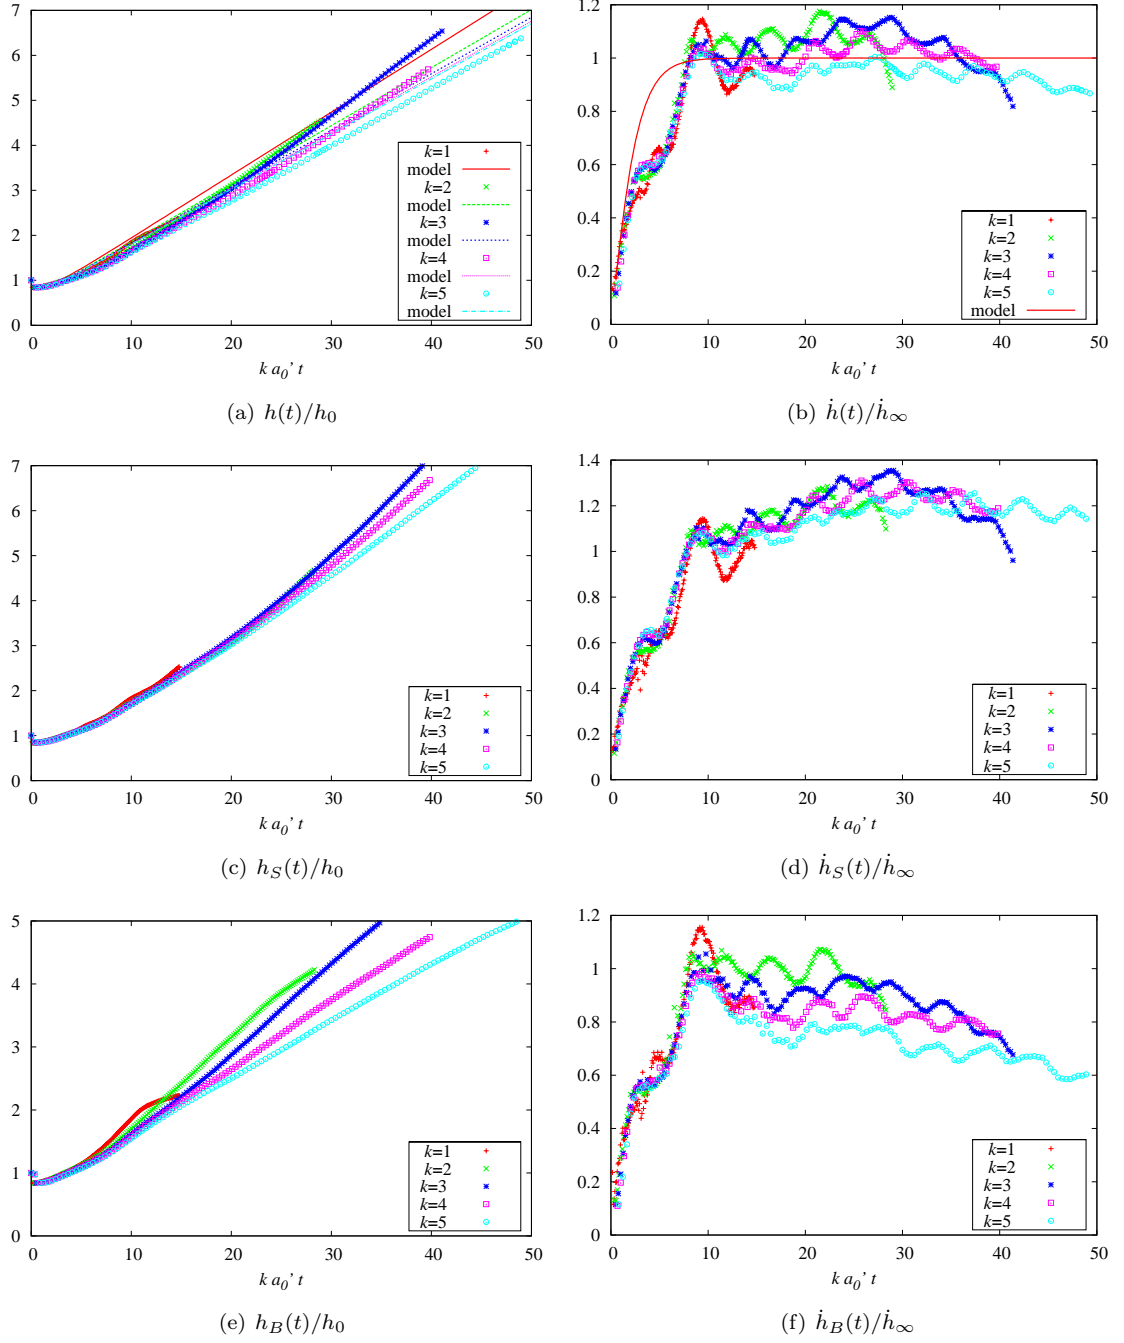 7
6
5
4
3
2
1
0
0 10 20 30 40 50
k=1
model
k=2
model
k=3
model
k=4
model
k=5
model
k a₀' t
(a) h(t)/h₀
1.2
1
0.8
0.6
0.4
0.2
0
0 10 20 30 40 50
k=1
k=2
k=3
k=4
k=5
model
k a₀' t
(b) ḣ(t)/ḣ∞
7
6
5
4
3
2
1
0
0 10 20 30 40 50
k=1
k=2
k=3
k=4
k=5
k a₀' t
(c) h_S(t)/h₀
1.4
1.2
1
0.8
0.6
0.4
0.2
0
0 10 20 30 40 50
k=1
k=2
k=3
k=4
k=5
k a₀' t
(d) ḣ_S(t)/ḣ∞
5
4
3
2
1
0
0 10 20 30 40 50
k=1
k=2
k=3
k=4
k=5
k a₀' t
(e) h_B(t)/h₀
1.2
1
0.8
0.6
0.4
0.2
0
0 10 20 30 40 50
k=1
k=2
k=3
k=4
k=5
k a₀' t
(f) ḣ_B(t)/ḣ∞